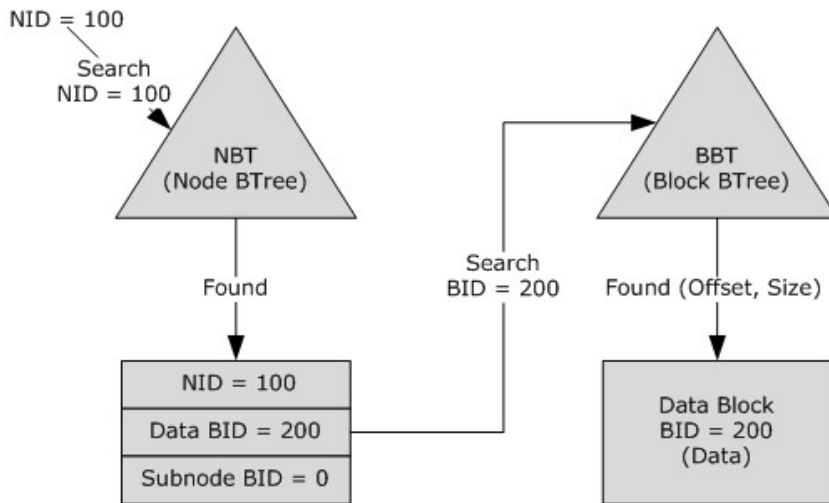 NID = 100
Search
NID = 100
NBT
(Node BTree)
Found
NID = 100
Data BID = 200
Subnode BID = 0
Search
BID = 200
BBT
(Block BTree)
Found (Offset, Size)
Data Block
BID = 200
(Data)